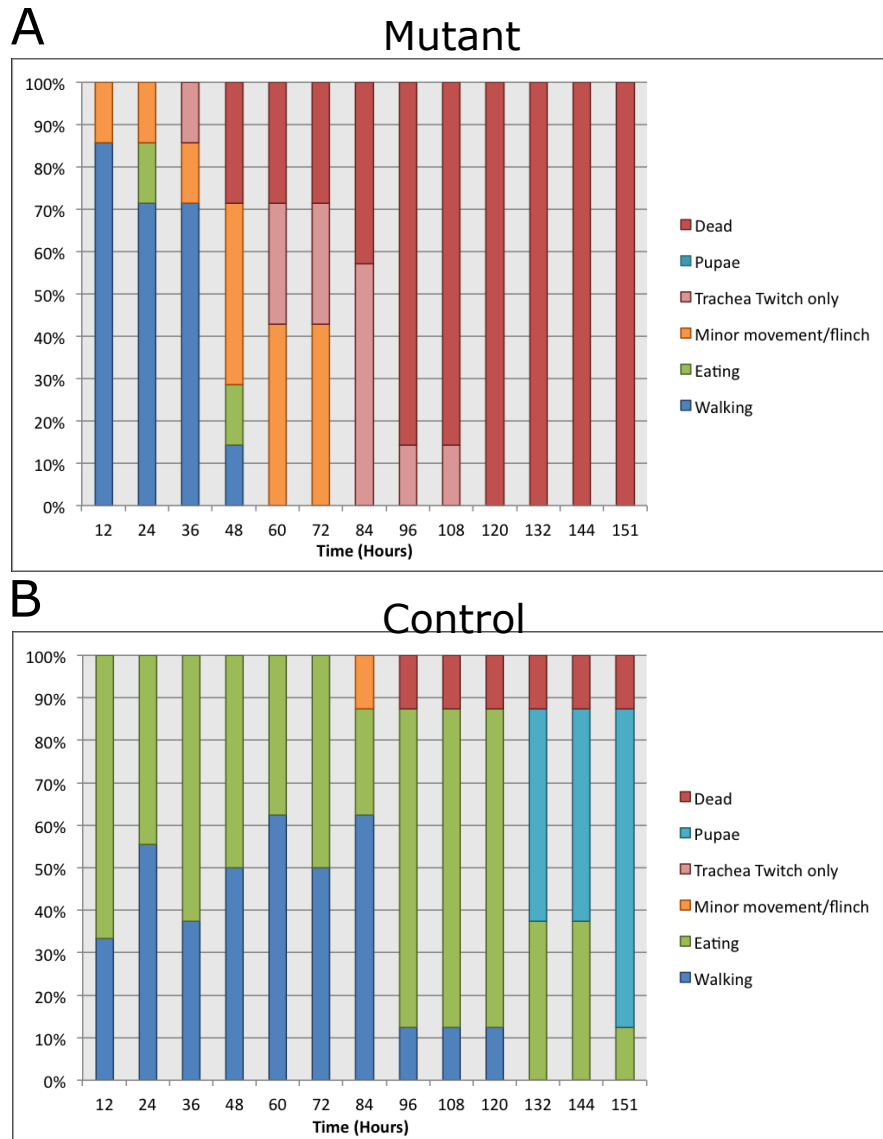 A
Mutant
100%
90%
80%
70%
60%
50%
40%
30%
20%
10%
0%
12 24 36 48 60 72 84 96 108 120 132 144 151
Time (Hours)
Dead
Pupae
Trachea Twitch only
Minor movement/flinch
Eating
Walking
B
Control
100%
90%
80%
70%
60%
50%
40%
30%
20%
10%
0%
12 24 36 48 60 72 84 96 108 120 132 144 151
Time (Hours)
Dead
Pupae
Trachea Twitch only
Minor movement/flinch
Eating
Walking